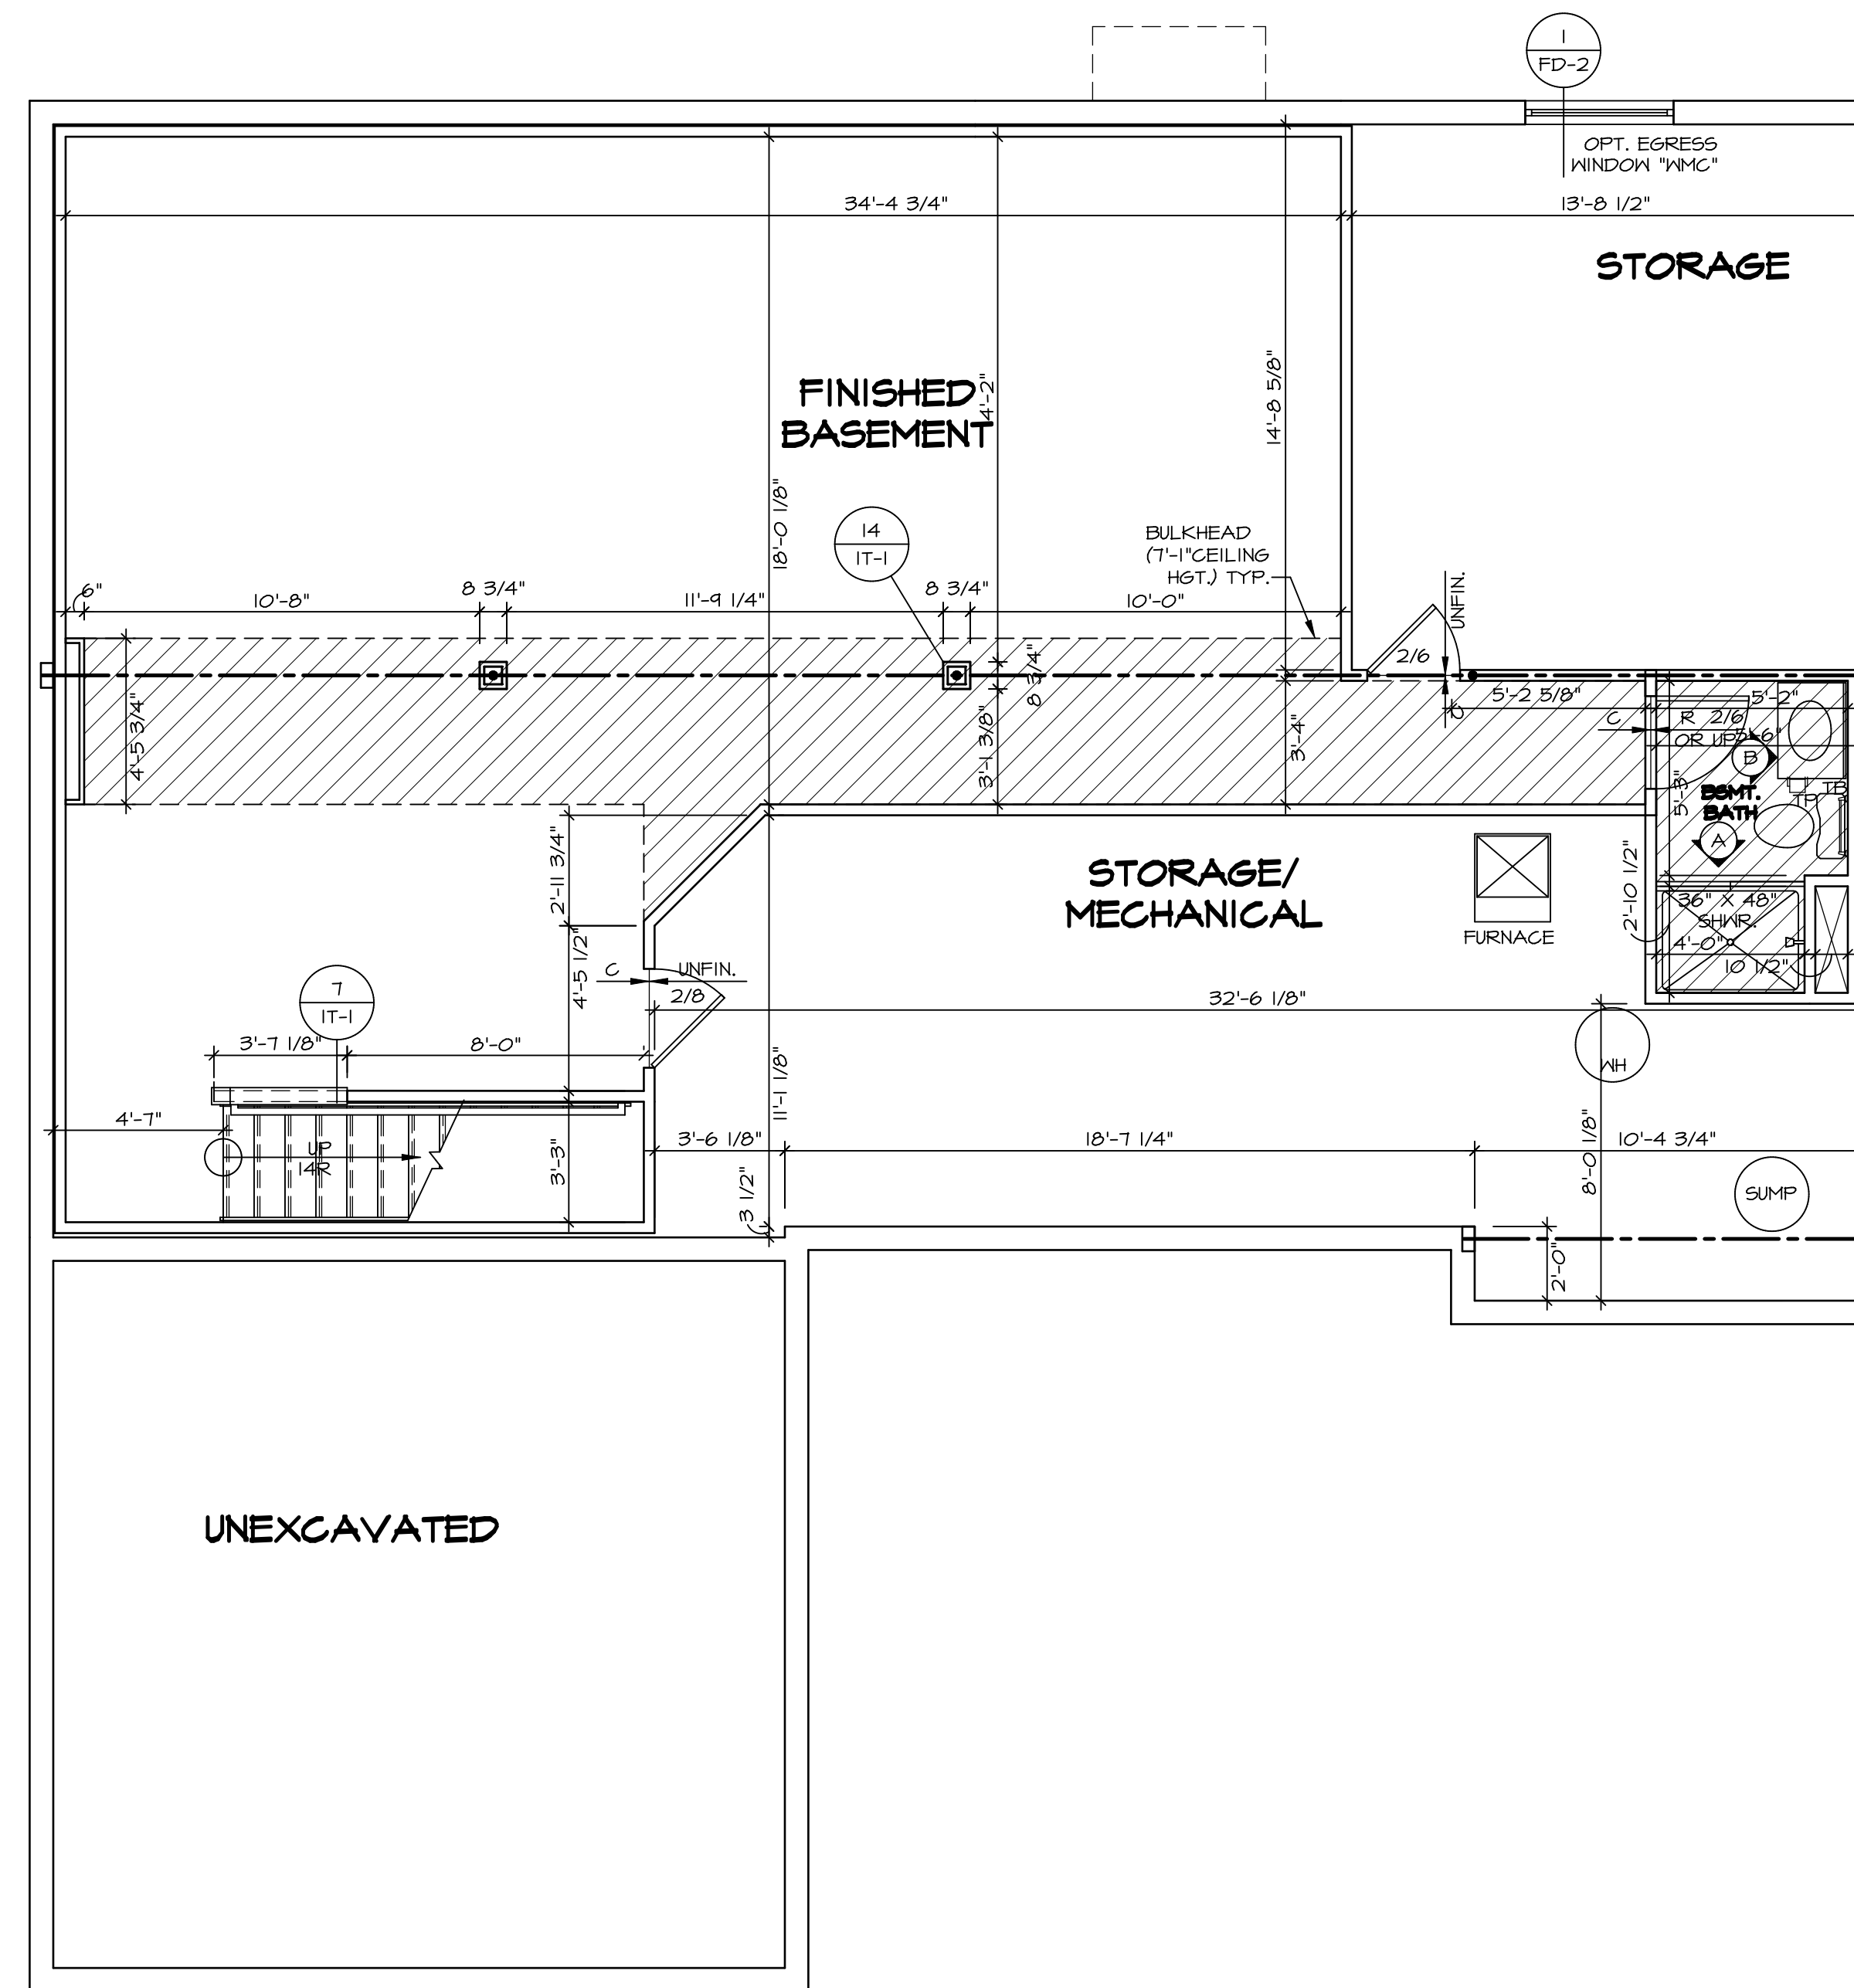 1
FD-2
OPT. EGRESS
WINDOW "WMC"
34'-4 3/4"
13'-8 1/2"
STORAGE
FINISHED
BASEMENT
4'-2"
14'-8 5/8"
18'-0 1/8"
14
IT-1
BULKHEAD
(7'-1"CEILING
HGT.) TYP.
6"
10'-8"
8 3/4"
11'-9 1/4"
8 3/4"
10'-0"
UNFIN.
2/6
C
4'-5 3/4"
8 3/4"
3'-1 3/8"
3'-4"
5'-2 5/8"
5'-2"
C
R 2/6
OR UP
5'-6"
B
5'-3"
BSMT.
BATH
TP
TB
A
2'-11 3/4"
STORAGE/
MECHANICAL
FURNACE
2'-10 1/2"
36" X 48"
SHWR.
4'-0"
10 1/2"
4'-5 1/2"
C
UNFIN.
2/8
7
IT-1
32'-6 1/8"
3'-7 1/8"
8'-0"
WH
11'-1 1/8"
4'-7"
UP
14R
3'-3"
3'-6 1/8"
18'-7 1/4"
8'-0 1/8"
10'-4 3/4"
3 1/2"
SUMP
2'-0"
UNEXCAVATED